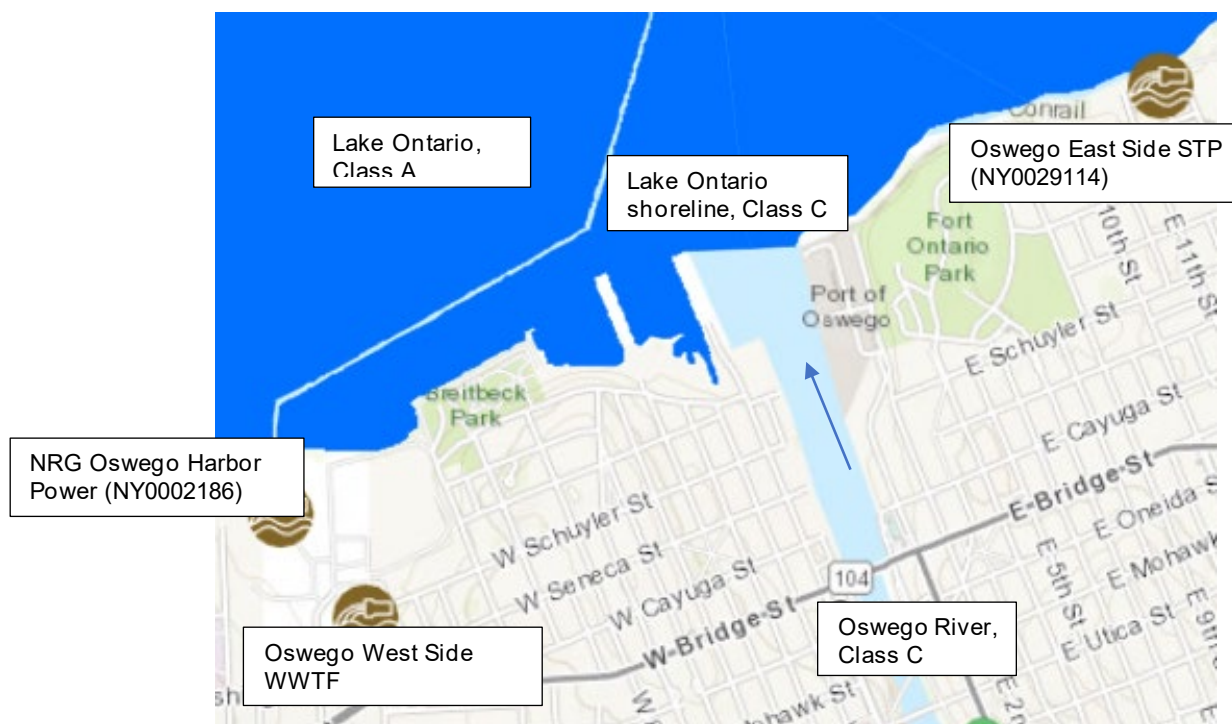 Conrail
Lake Ontario,
Class A
Oswego East Side STP
(NY0029114)
Lake Ontario
shoreline, Class C
Fort
Ontario
Park
10th St
E 11th St
Port of
Oswego
E Schuyler St
Breitbeck
Park
E Cayuga St
NRG Oswego Harbor
Power (NY0002186)
E-Bridge-St
W Schuyler St
E Oneida S
W Seneca St
E 5th St
E Mohawk
W Cayuga St
104
E Utica St
E 9th
W-Bridge-St
Oswego River,
Class C
Oswego West Side
WWTF
E 2
ohawk St
W